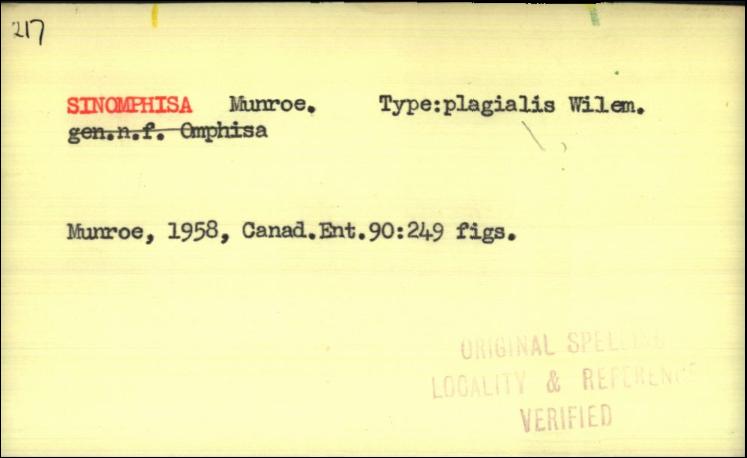 217
SINOMPHISA Munroe. Type:plagialis Wilem.
gen.n.f. Omphisa
Munroe, 1958, Canad.Ent.90:249 figs.
ORIGINAL SPELLING
LOCALITY & REFERENCE
VERIFIED